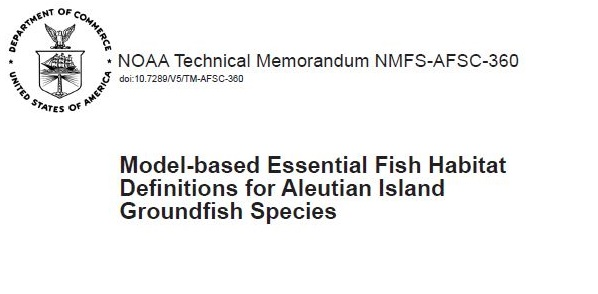 DEPARTMENT OF COMMERCE
UNITED STATES OF AMERICA
NOAA Technical Memorandum NMFS-AFSC-360
doi:10.7289/V5/TM-AFSC-360
Model-based Essential Fish Habitat
Definitions for Aleutian Island
Groundfish Species